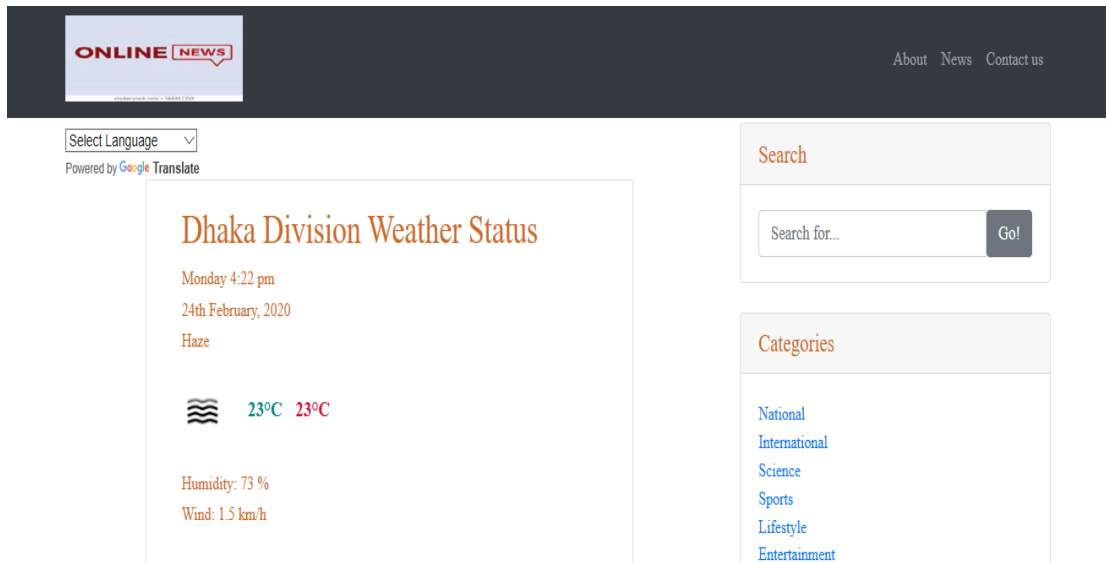 ONLINE NEWS
About News Contact us
Select Language
Powered by Google Translate
Dhaka Division Weather Status
Monday 4:22 pm
24th February, 2020
Haze
23°C 23°C
Humidity: 73 %
Wind: 1.5 km/h
Search
Search for...
Go!
Categories
National
International
Science
Sports
Lifestyle
Entertainment